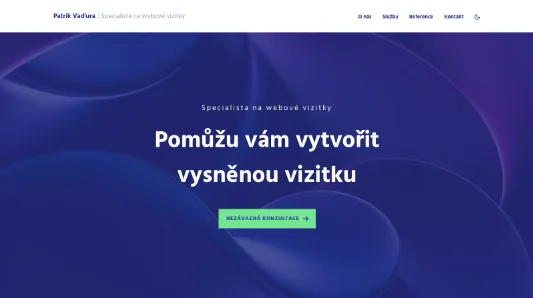 Patrik Vaďura | Specialista na webové vizitky
O nás Služby Reference Kontakt
Specialista na webové vizitky
Pomůžu vám vytvořit
vysněnou vizitku
NEZÁVAZNÁ KONZULTACE →